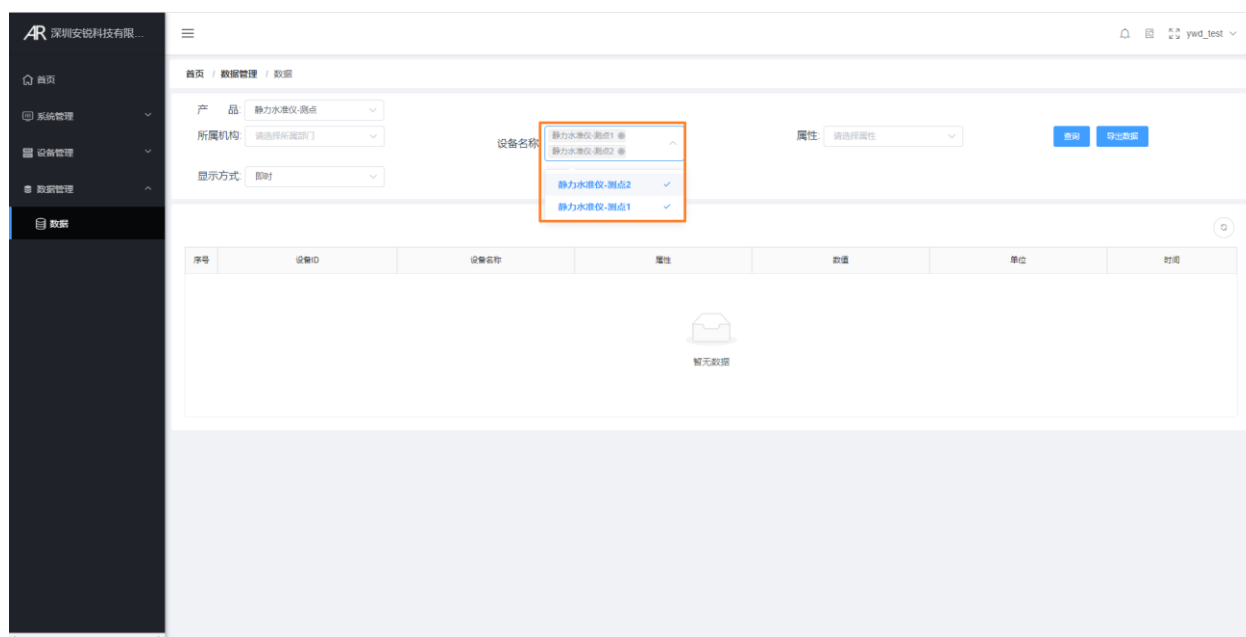 AR 深圳安锐科技有限...
ywd_test
首页
系统管理
设备管理
数据管理
数据
首页 / 数据管理 / 数据
产 品: 静力水准仪-测点
所属机构: 请选择所属部门
设备名称 静力水准仪-测点1
静力水准仪-测点2
属性: 请选择属性
查询 导出数据
显示方式: 即时
静力水准仪-测点2
静力水准仪-测点1
序号 设备ID 设备名称 属性 数值 单位 时间
暂无数据